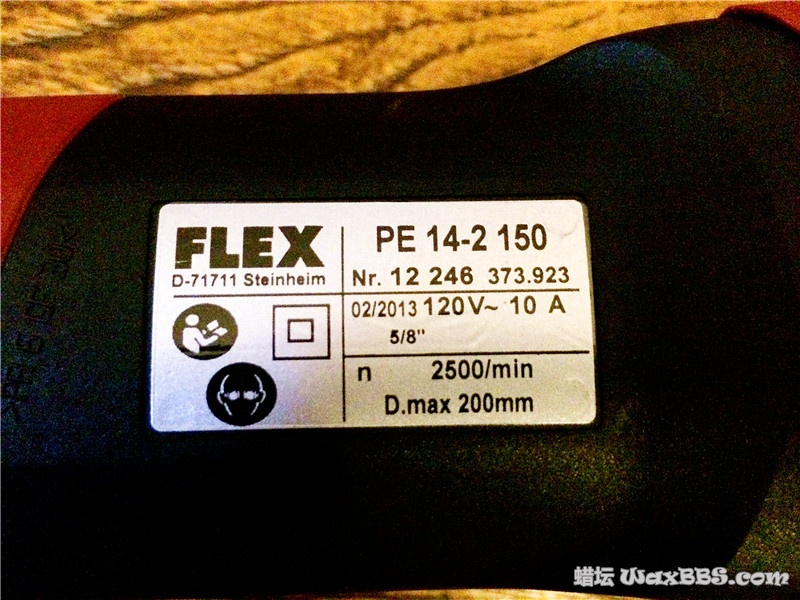 FLEX
D-71711 Steinheim
PE 14-2 150
Nr. 12 246 373.923
02/2013 120V~ 10 A
5/8"
n 2500/min
D.max 200mm
蜡坛 WaxBBS.com